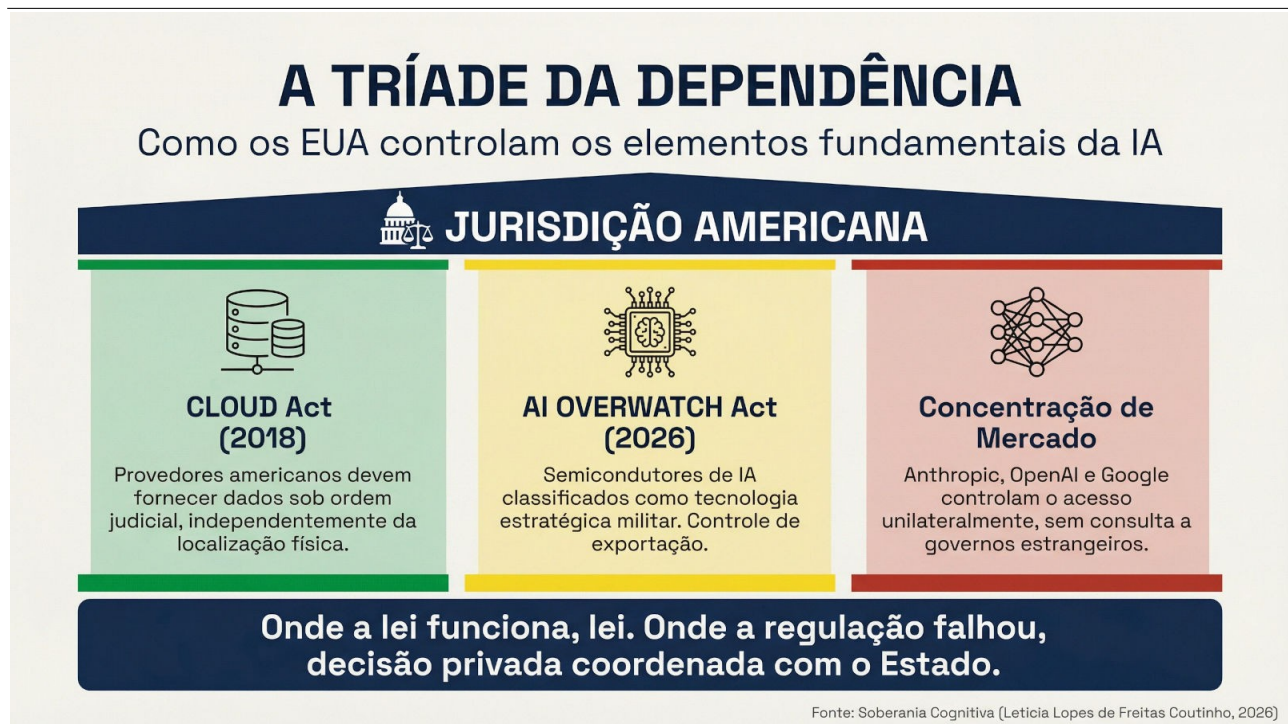 A TRÍADE DA DEPENDÊNCIA
Como os EUA controlam os elementos fundamentais da IA
JURISDIÇÃO AMERICANA
CLOUD Act
(2018)
Provedores americanos devem
fornecer dados sob ordem
judicial, independentemente da
localização física.
AI OVERWATCH Act
(2026)
Semicondutores de IA
classificados como tecnologia
estratégica militar. Controle de
exportação.
Concentração de
Mercado
Anthropic, OpenAI e Google
controlam o acesso
unilateralmente, sem consulta a
governos estrangeiros.
Onde a lei funciona, lei. Onde a regulação falhou,
decisão privada coordenada com o Estado.
Fonte: Soberania Cognitiva (Leticia Lopes de Freitas Coutinho, 2026)